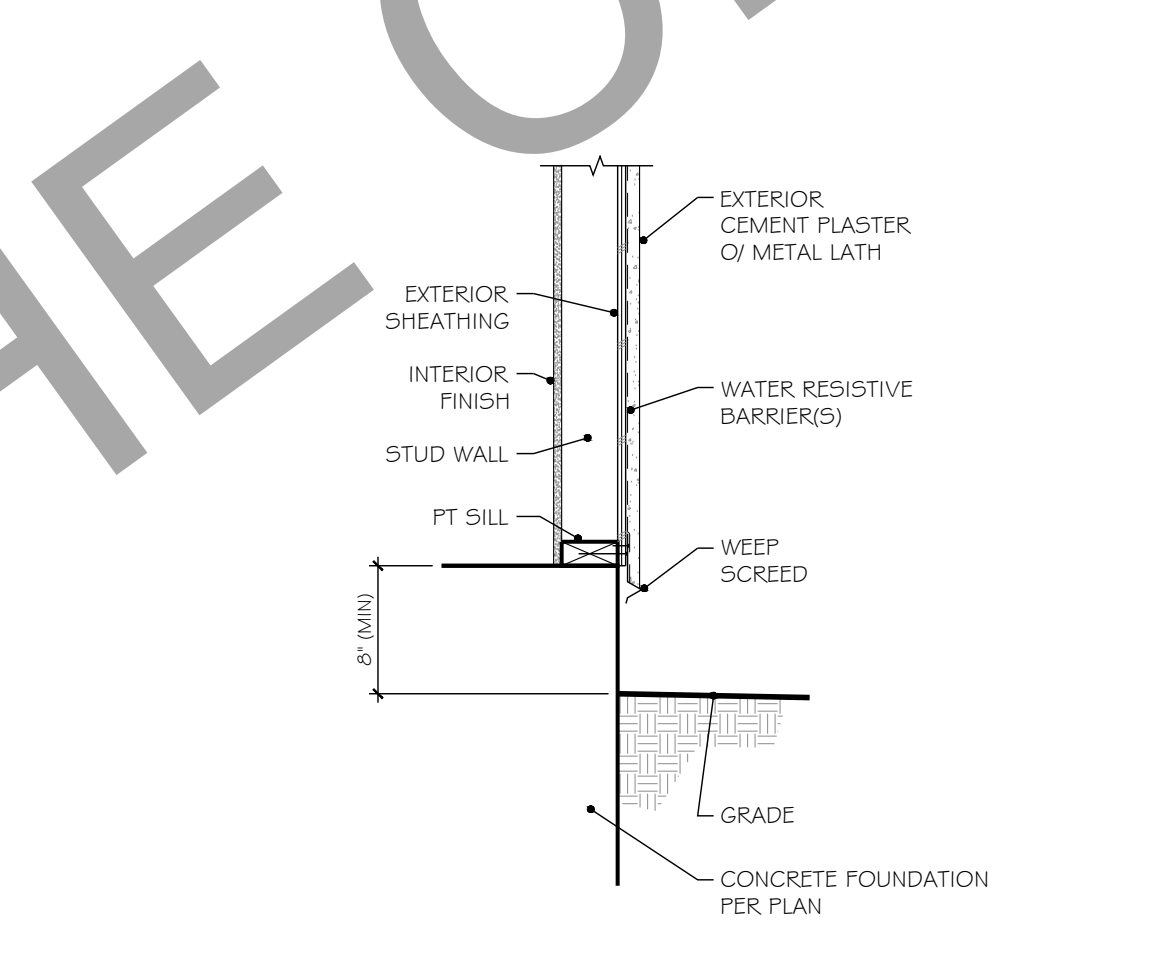 HE O
EXTERIOR
CEMENT PLASTER
O/ METAL LATH
EXTERIOR
SHEATHING
INTERIOR
FINISH
WATER RESISTIVE
BARRIER(S)
STUD WALL
PT SILL
WEEP
SCREED
8" (MIN)
GRADE
CONCRETE FOUNDATION
PER PLAN